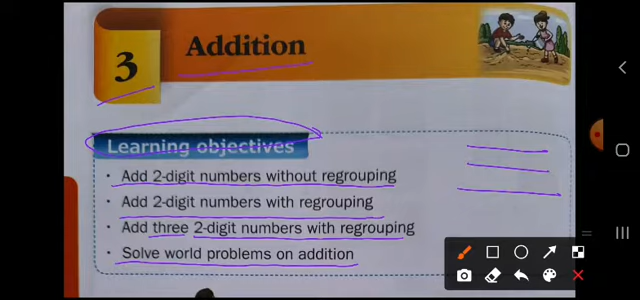 3
Addition
Learning objectives
· Add 2-digit numbers without regrouping
· Add 2-digit numbers with regrouping
· Add three 2-digit numbers with regrouping
· Solve world problems on addition